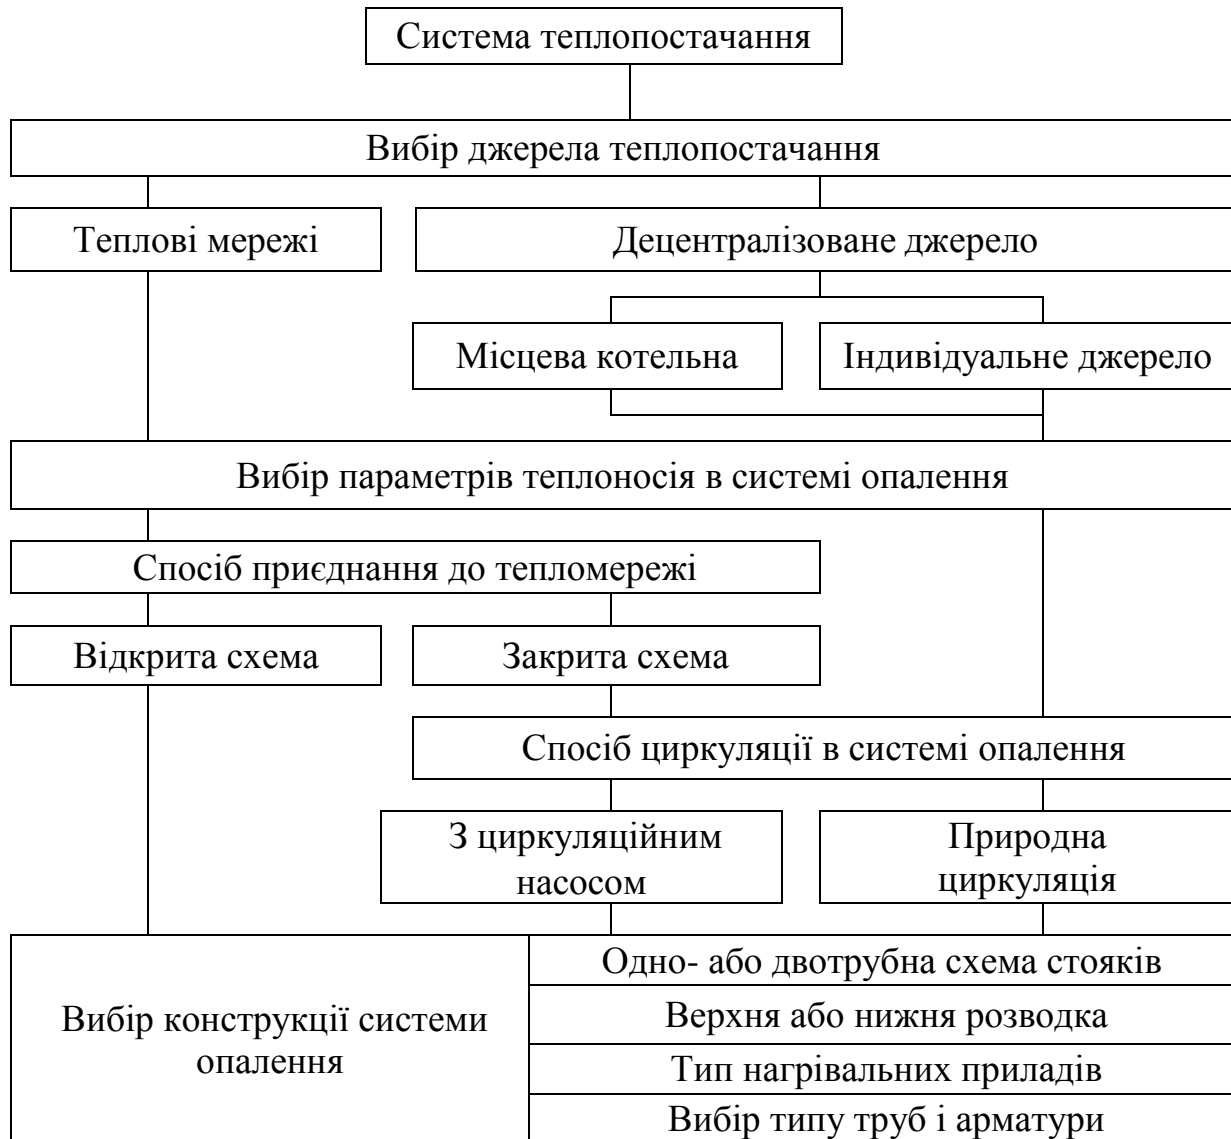 Система теплопостачання
Вибір джерела теплопостачання
Теплові мережі
Децентралізоване джерело
Місцева котельна
Індивідуальне джерело
Вибір параметрів теплоносія в системі опалення
Спосіб приєднання до тепломережі
Відкрита схема
Закрита схема
Спосіб циркуляції в системі опалення
З циркуляційним
насосом
Природна
циркуляція
Вибір конструкції системи
опалення
Одно- або двотрубна схема стояків
Верхня або нижня розводка
Тип нагрівальних приладів
Вибір типу труб і арматури